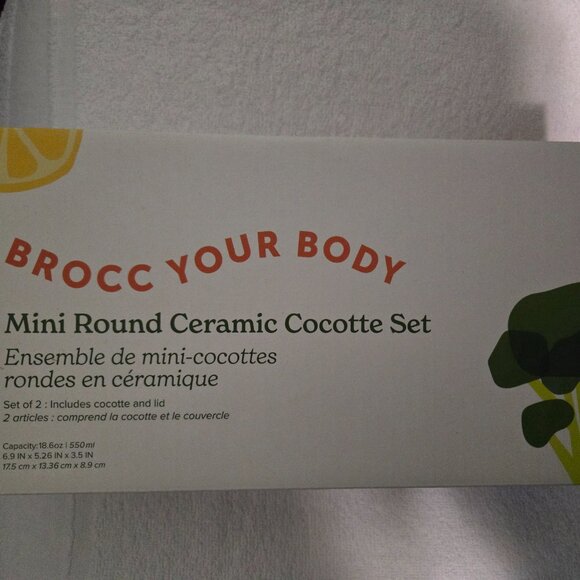 BROCC YOUR BODY
Mini Round Ceramic Cocotte Set
Ensemble de mini-cocottes
rondes en céramique
Set of 2 : Includes cocotte and lid
2 articles : comprend la cocotte et le couvercle
Capacity: 18.6oz | 550ml
6.9 IN x 5.26 IN x 3.5 IN
17.5 cm x 13.36 cm x 8.9 cm